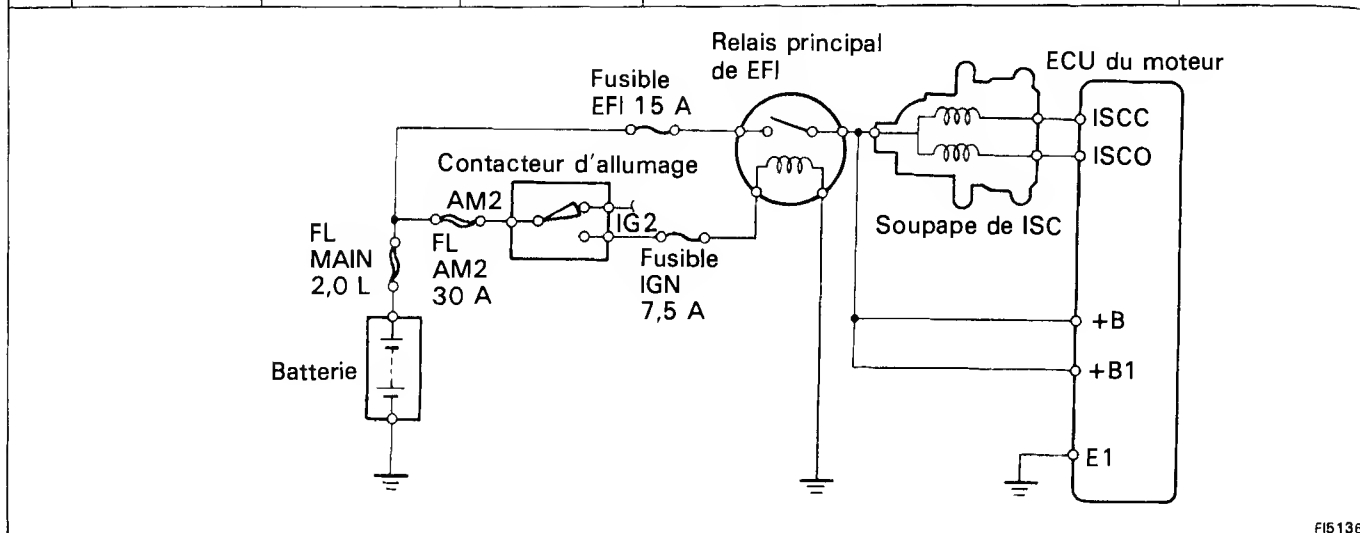 Relais principal
de EFI
ECU du moteur
Fusible
EFI 15 A
ISCC
ISCO
Contacteur d'allumage
AM2
IG2
Soupape de ISC
FL
MAIN
2,0 L
FL
AM2
30 A
Fusible
IGN
7,5 A
+B
Batterie
+B1
E1
FI5136